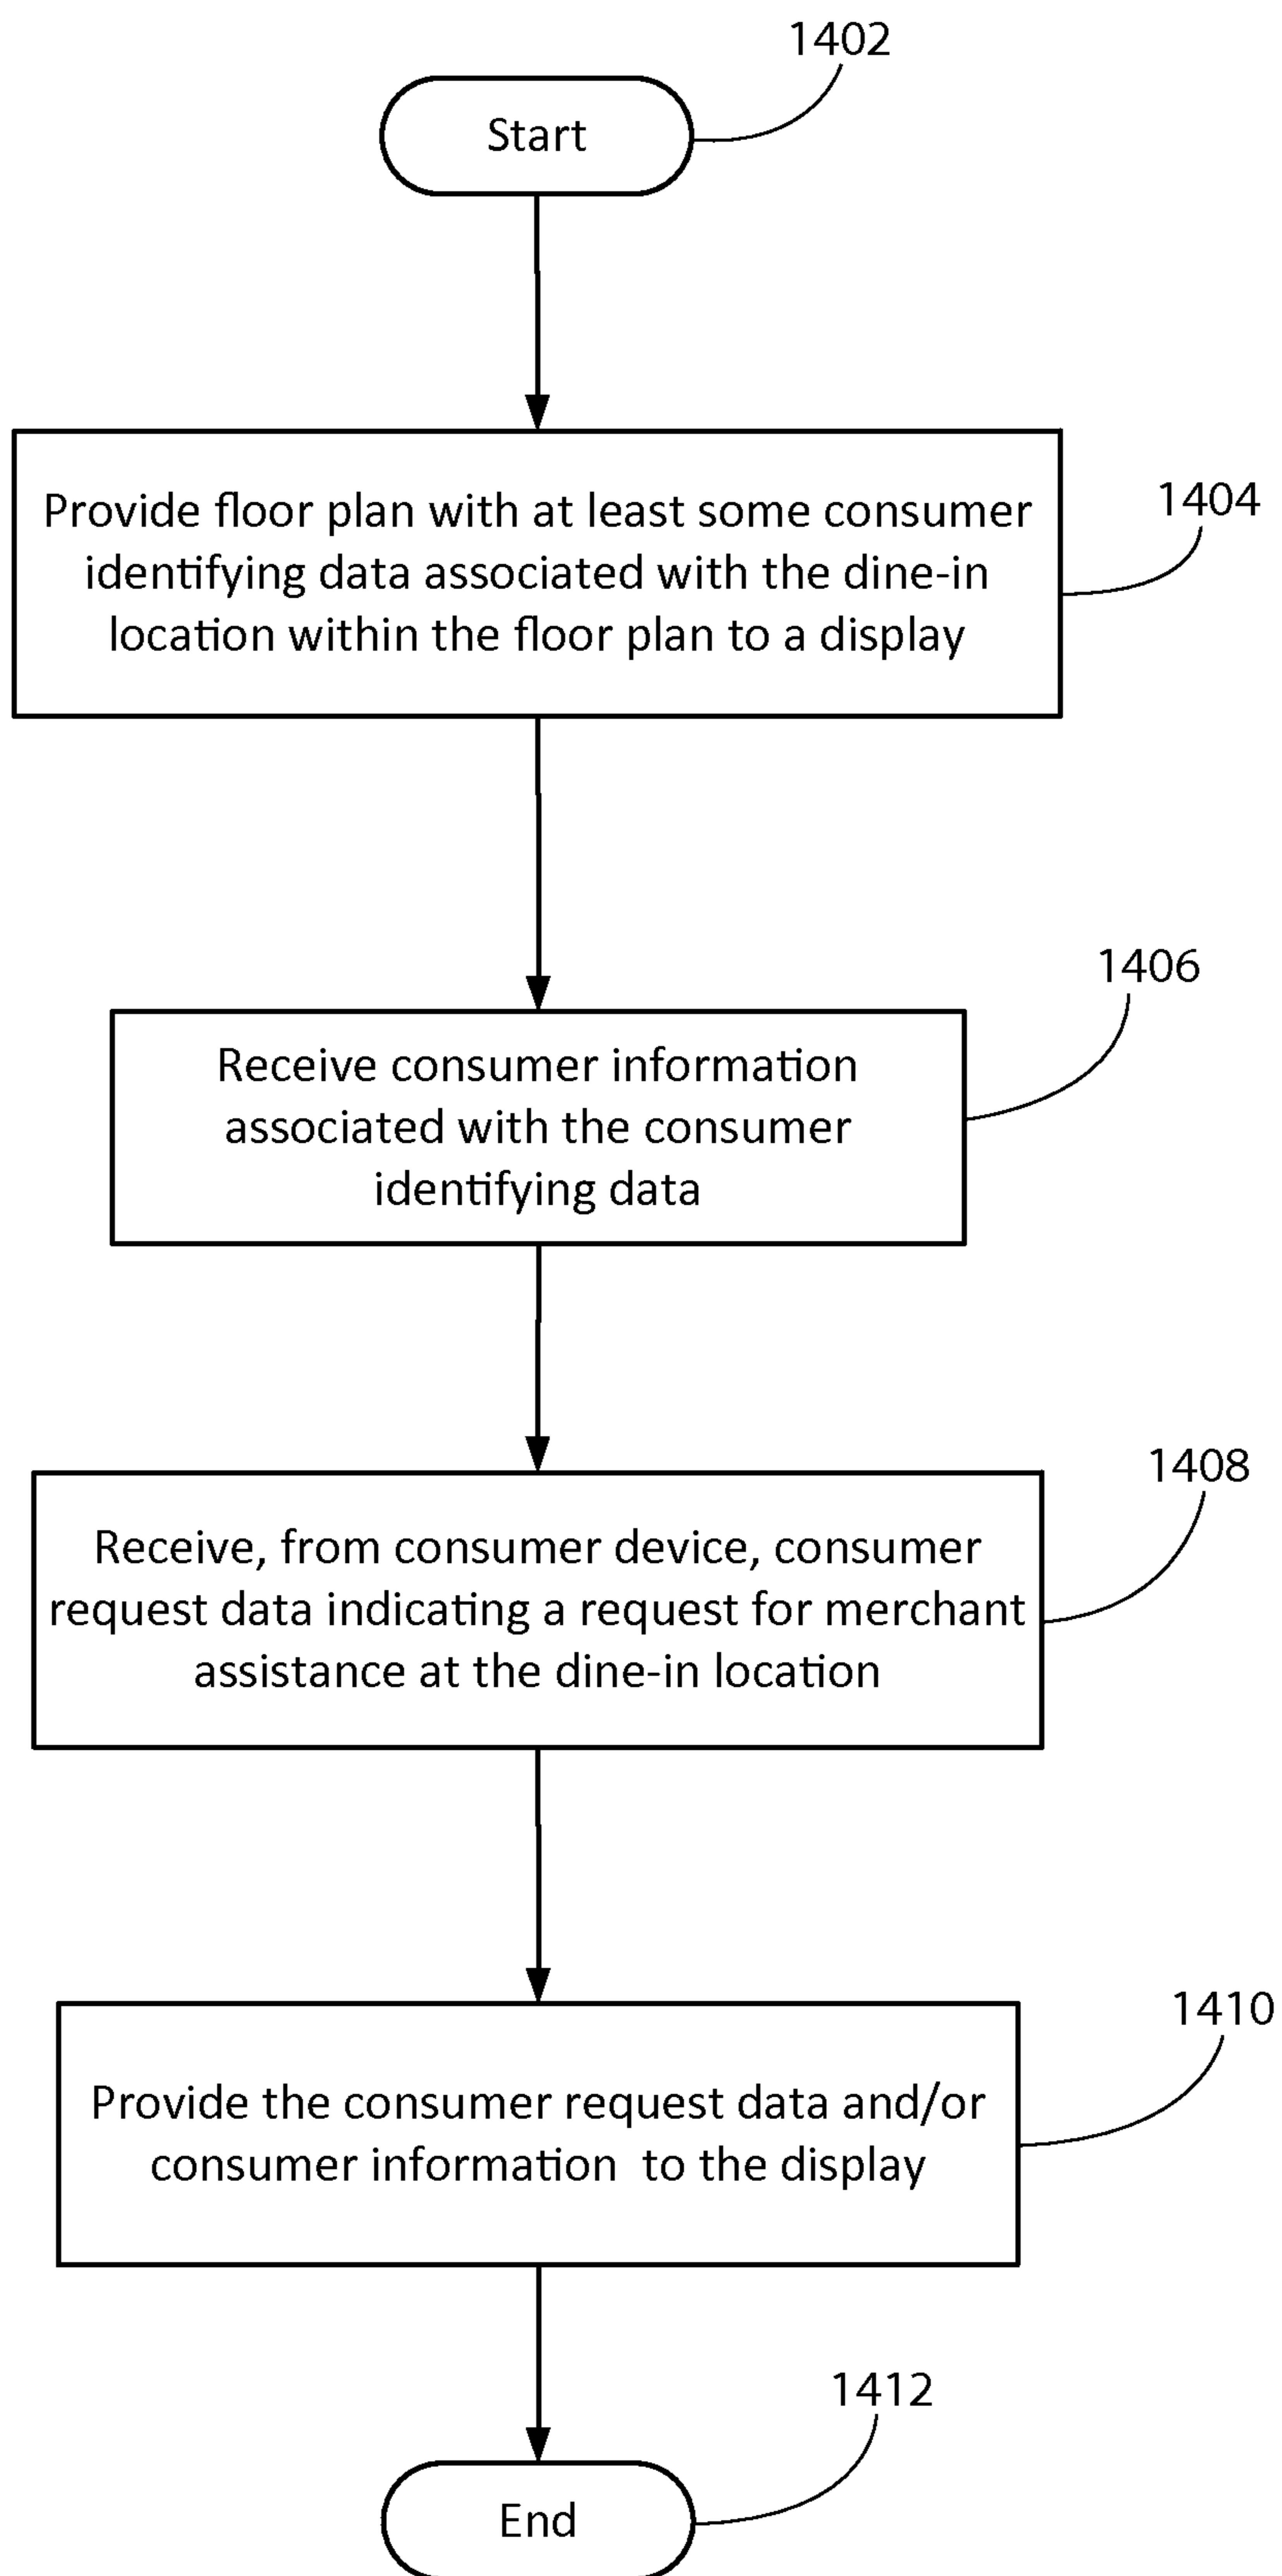 1402
Start
Provide floor plan with at least some consumer
identifying data associated with the dine-in
location within the floor plan to a display
1404
1406
Receive consumer information
associated with the consumer
identifying data
1408
Receive, from consumer device, consumer
request data indicating a request for merchant
assistance at the dine-in location
1410
Provide the consumer request data and/or
consumer information  to the display
1412
End